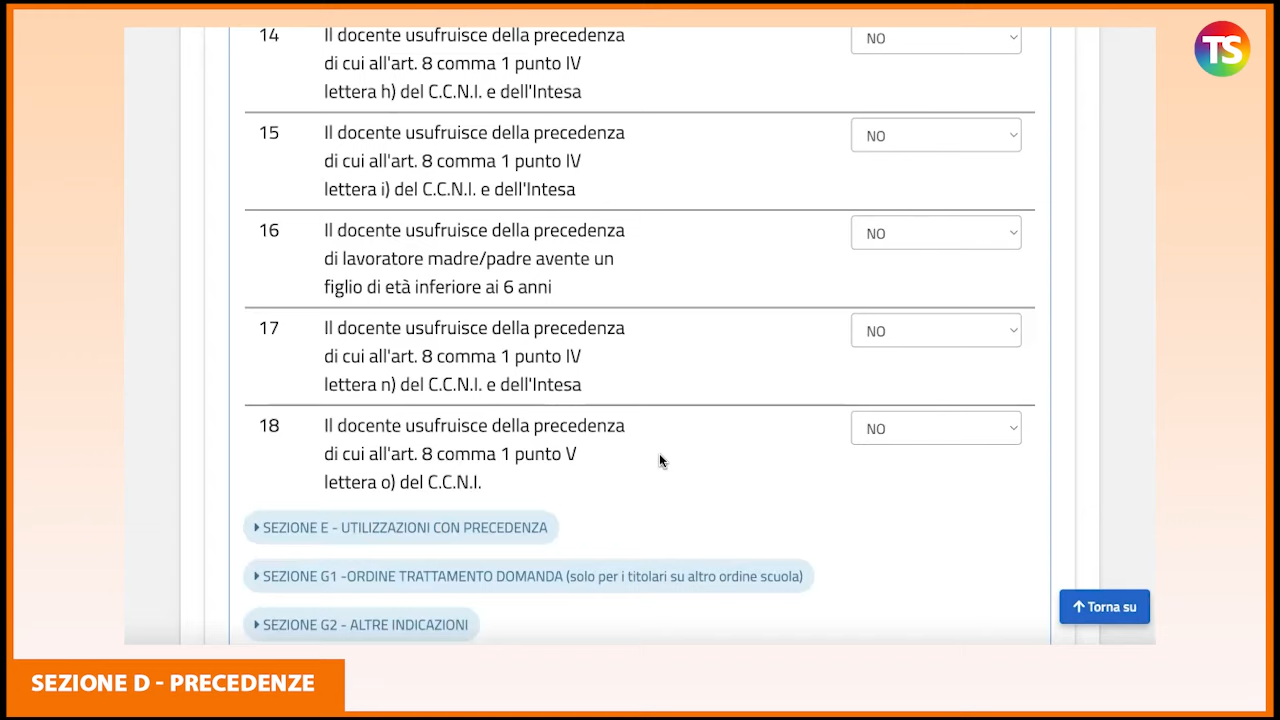 TS
14 Il docente usufruisce della precedenza NO
di cui all'art. 8 comma 1 punto IV
lettera h) del C.C.N.I. e dell'Intesa
15 Il docente usufruisce della precedenza NO
di cui all'art. 8 comma 1 punto IV
lettera i) del C.C.N.I. e dell'Intesa
16 Il docente usufruisce della precedenza NO
di lavoratore madre/padre avente un
figlio di età inferiore ai 6 anni
17 Il docente usufruisce della precedenza NO
di cui all'art. 8 comma 1 punto IV
lettera n) del C.C.N.I. e dell'Intesa
18 Il docente usufruisce della precedenza NO
di cui all'art. 8 comma 1 punto V
lettera o) del C.C.N.I.
SEZIONE E - UTILIZZAZIONI CON PRECEDENZA
SEZIONE G1 -ORDINE TRATTAMENTO DOMANDA (solo per i titolari su altro ordine scuola)
Torna su
SEZIONE G2 - ALTRE INDICAZIONI
SEZIONE D - PRECEDENZE